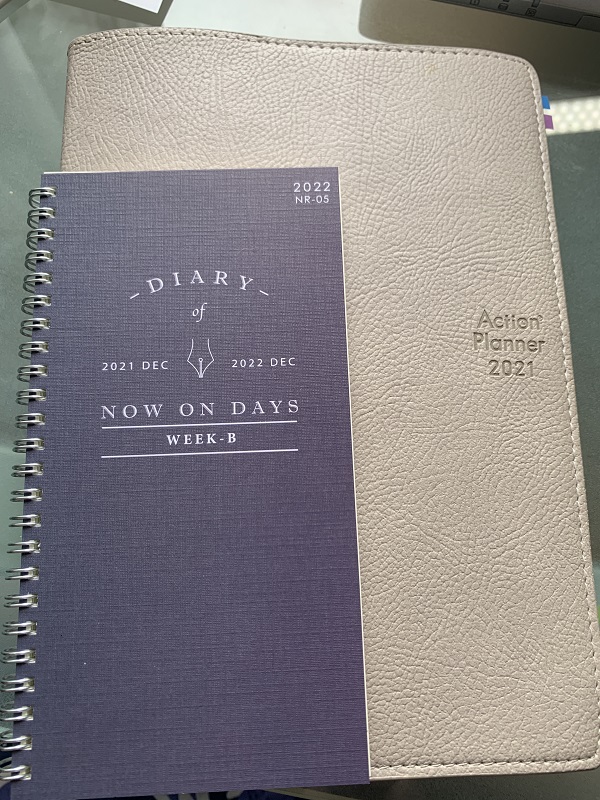 2022
NR-05
DIARY
of
2021 DEC 2022 DEC
NOW ON DAYS
WEEK-B
Action®
Planner
2021